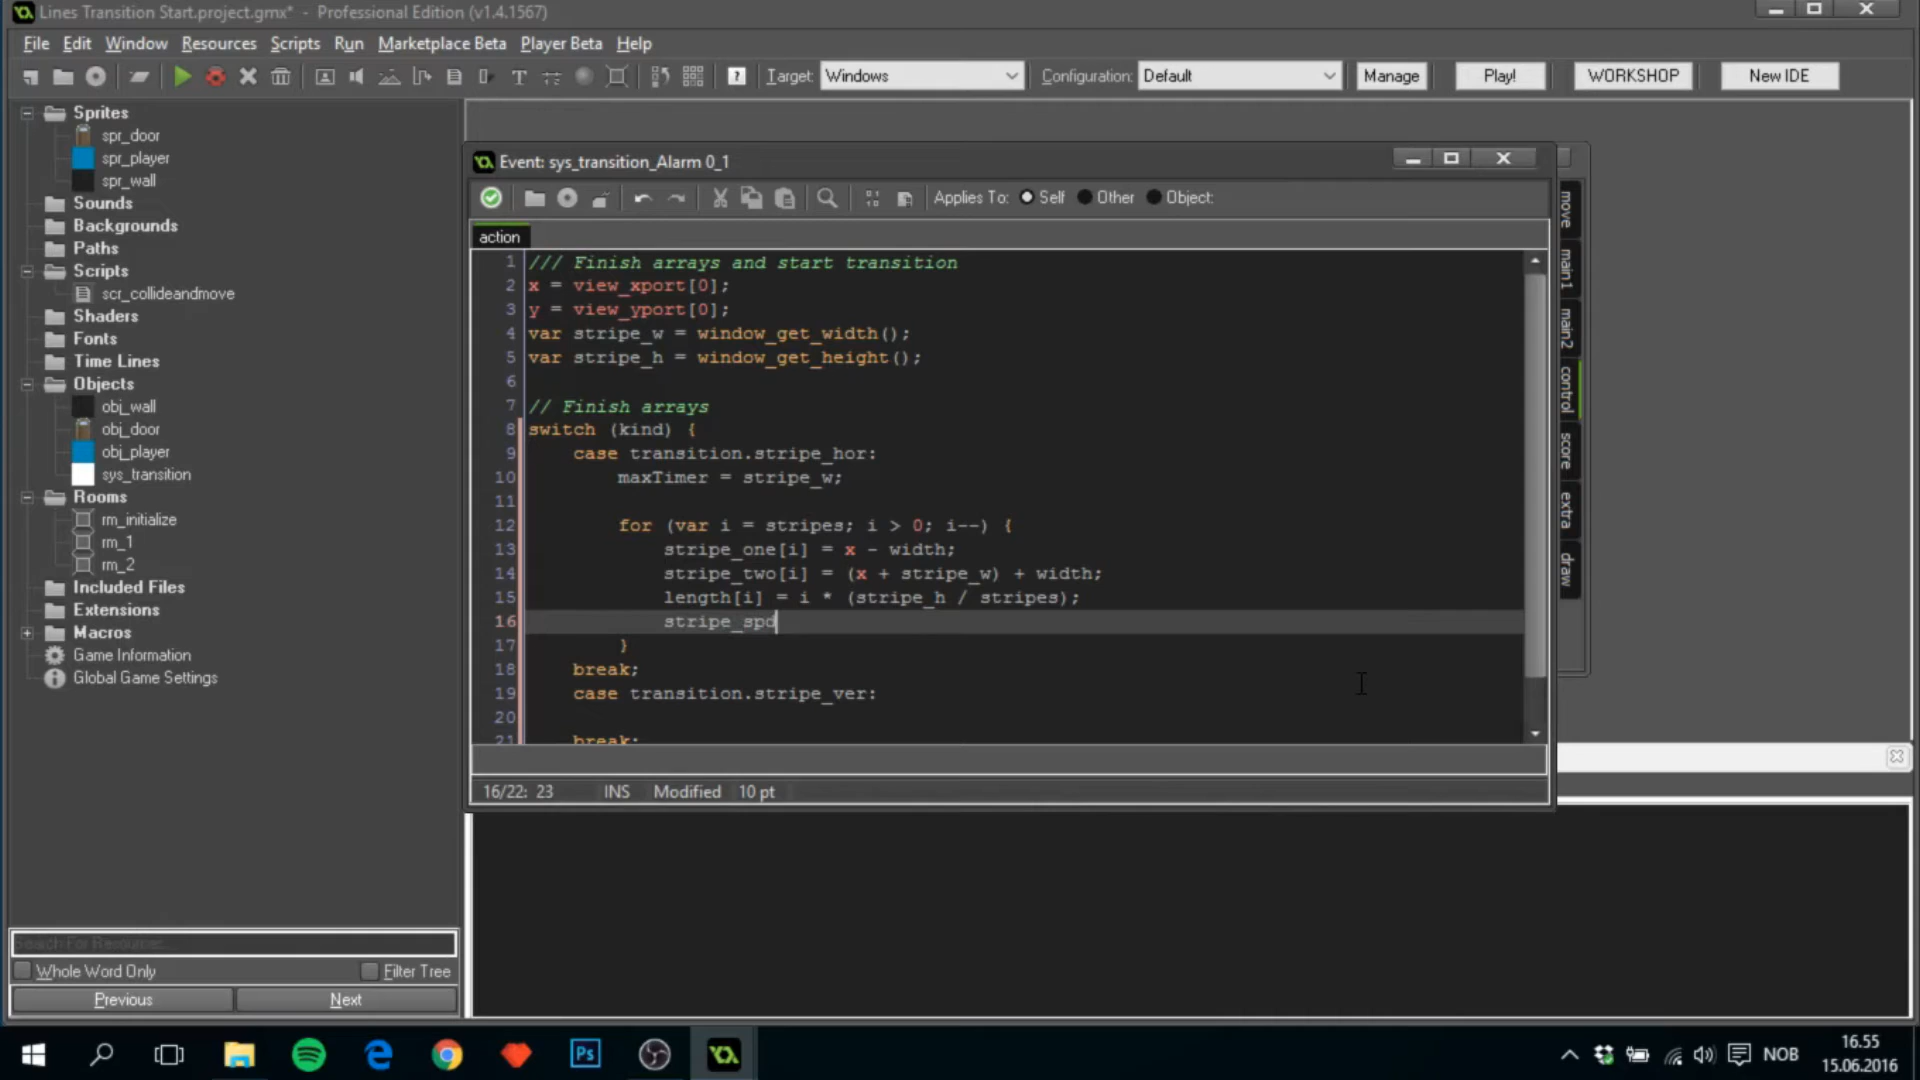 Lines Transition Start.project.gmx* - Professional Edition (v1.4.1567)
File Edit Window Resources Scripts Run Marketplace Beta Player Beta Help
Target: Windows Configuration: Default Manage Play! WORKSHOP New IDE
Sprites
spr_door
spr_player
spr_wall
Sounds
Backgrounds
Paths
Scripts
scr_collideandmove
Shaders
Fonts
Time Lines
Objects
obj_wall
obj_door
obj_player
sys_transition
Rooms
rm_initialize
rm_1
rm_2
Included Files
Extensions
Macros
Game Information
Global Game Settings
Search For Resource...
Whole Word Only Filter Tree
Previous Next
Event: sys_transition_Alarm 0_1
Applies To: Self Other Object:
action
1 /// Finish arrays and start transition
2 x = view_xport[0];
3 y = view_yport[0];
4 var stripe_w = window_get_width();
5 var stripe_h = window_get_height();
6
7 // Finish arrays
8 switch (kind) {
9 case transition.stripe_hor:
10 maxTimer = stripe_w;
11
12 for (var i = stripes; i > 0; i--) {
13 stripe_one[i] = x - width;
14 stripe_two[i] = (x + stripe_w) + width;
15 length[i] = i * (stripe_h / stripes);
16 stripe_spd
17 }
18 break;
19 case transition.stripe_ver:
20
21 break;
16/22: 23 INS Modified 10 pt
move
main1
main2
control
score
extra
draw
Ps
NOB
16.55
15.06.2016